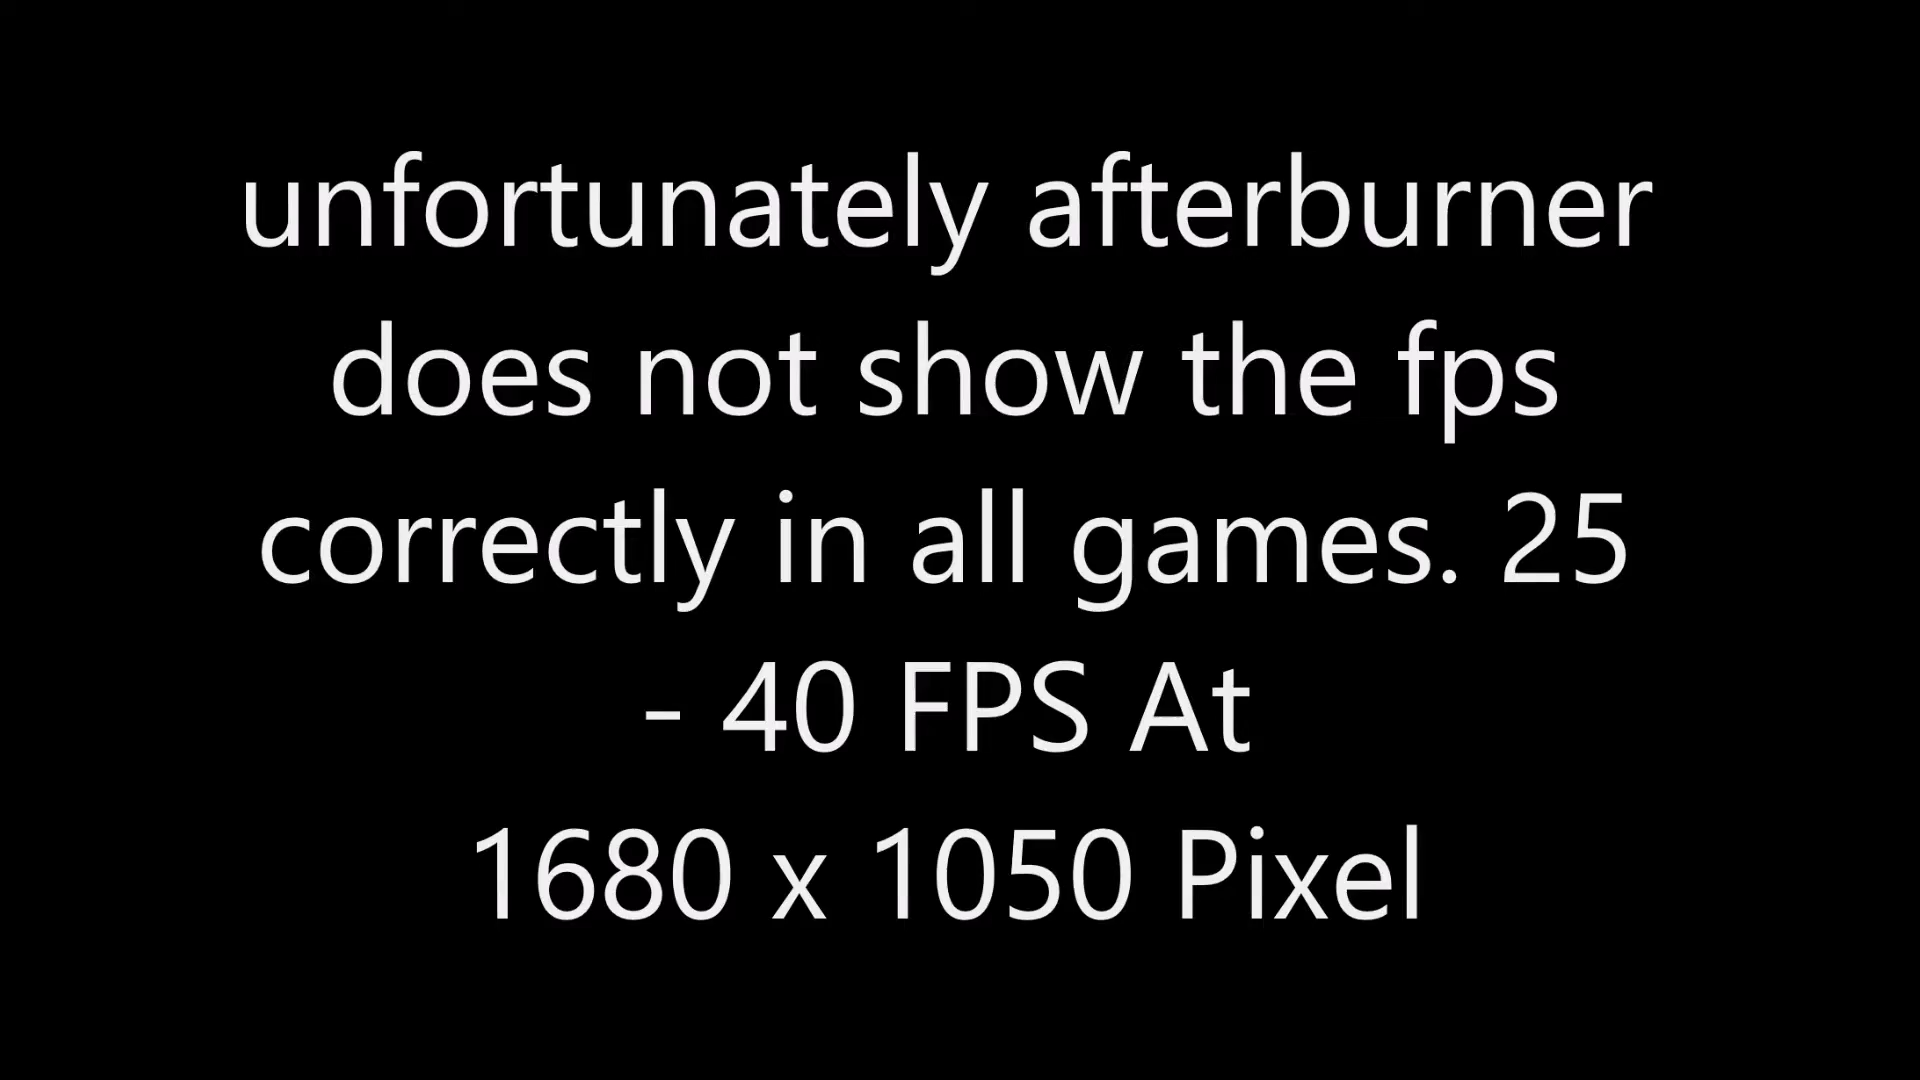 unfortunately afterburner
does not show the fps
correctly in all games. 25
- 40 FPS At
1680 x 1050 Pixel